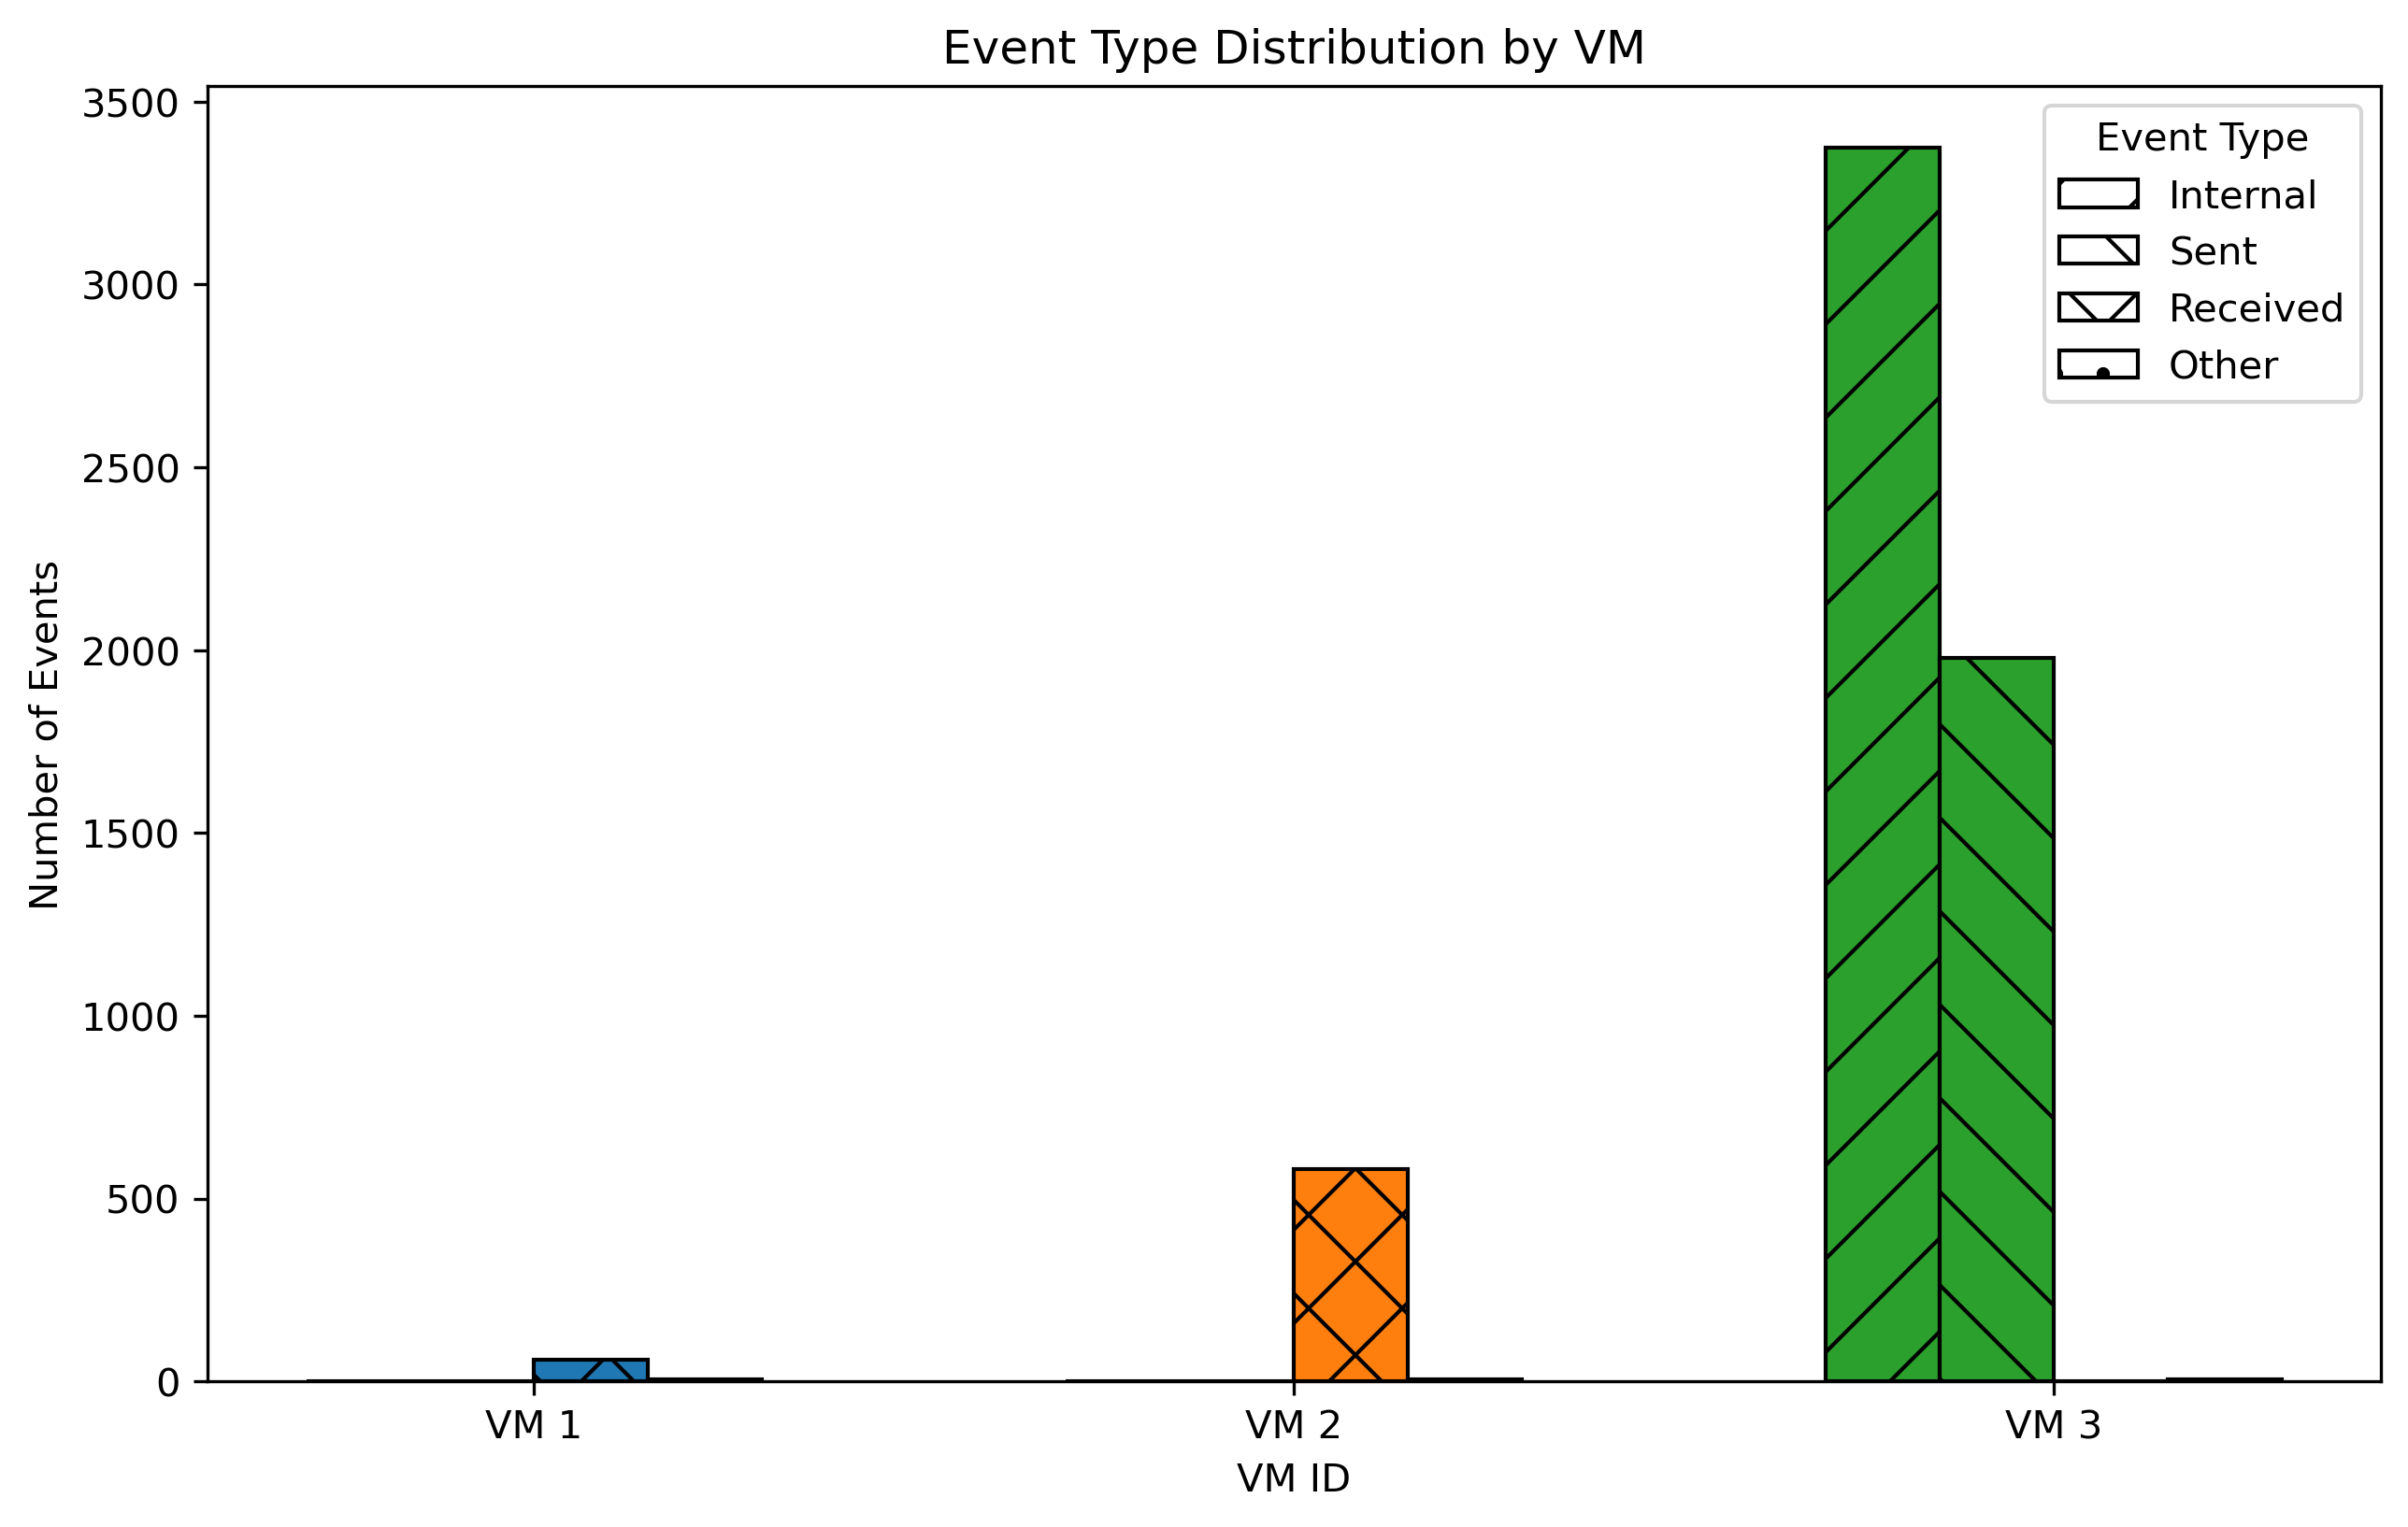 Event Type Distribution by VM
3500
3000
2500
2000
1500
1000
500
0
Number of Events
Event Type
Internal
Sent
Received
Other
VM 1
VM 2
VM 3
VM ID